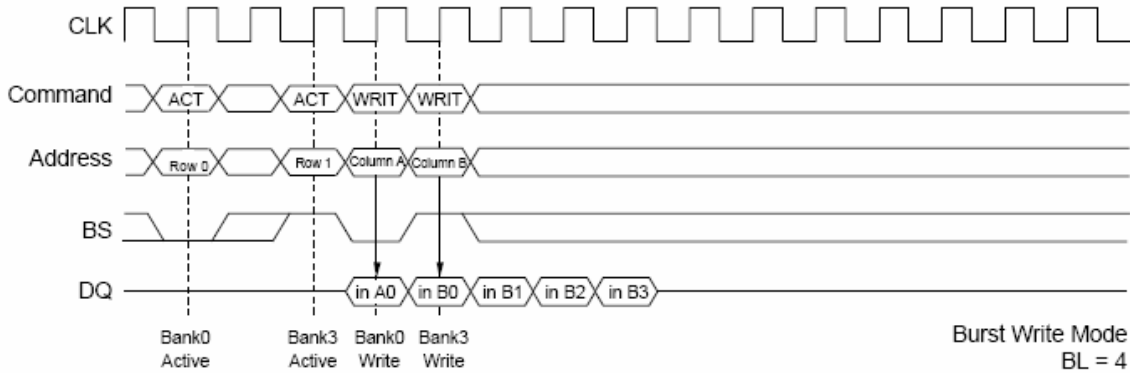 CLK
Command ACT ACT WRIT WRIT
Address Row 0 Row 1 Column A Column B
BS
DQ in A0 in B0 in B1 in B2 in B3
Bank0 Active
Bank3 Active
Bank0 Write
Bank3 Write
Burst Write Mode
BL = 4